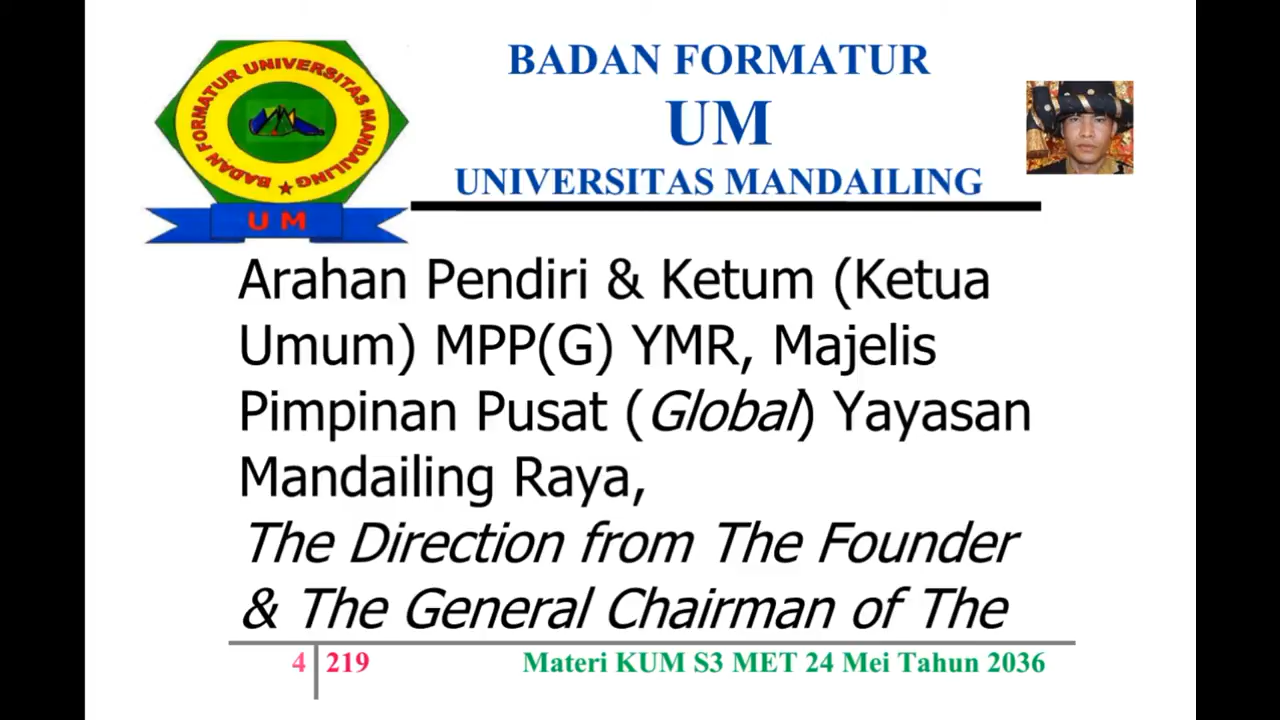 BADAN FORMATUR UNIVERSITAS MANDAILING
U M
BADAN FORMATUR
UM
UNIVERSITAS MANDAILING
Arahan Pendiri & Ketum (Ketua
Umum) MPP(G) YMR, Majelis
Pimpinan Pusat (Global) Yayasan
Mandailing Raya,
The Direction from The Founder
& The General Chairman of The
4 219 Materi KUM S3 MET 24 Mei Tahun 2036